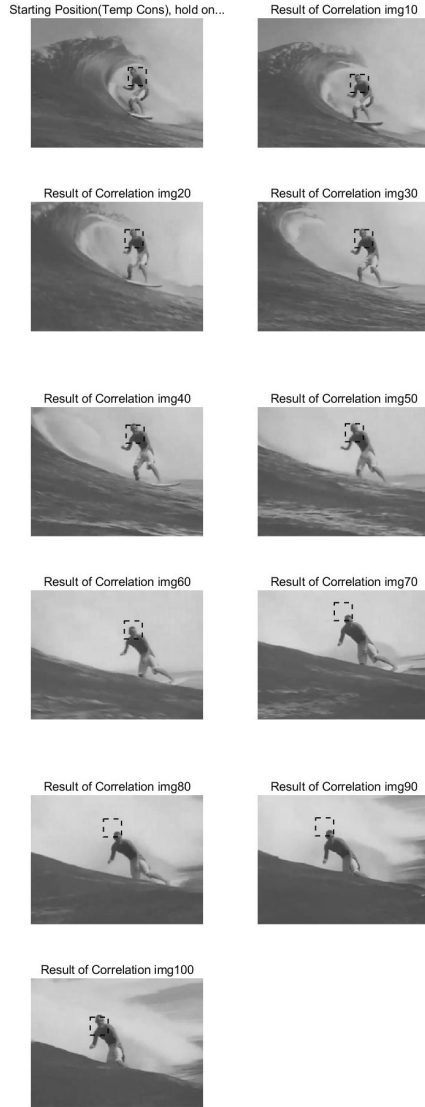 Starting Position(Temp Cons), hold on...
Result of Correlation img10
Result of Correlation img20
Result of Correlation img30
Result of Correlation img40
Result of Correlation img50
Result of Correlation img60
Result of Correlation img70
Result of Correlation img80
Result of Correlation img90
Result of Correlation img100